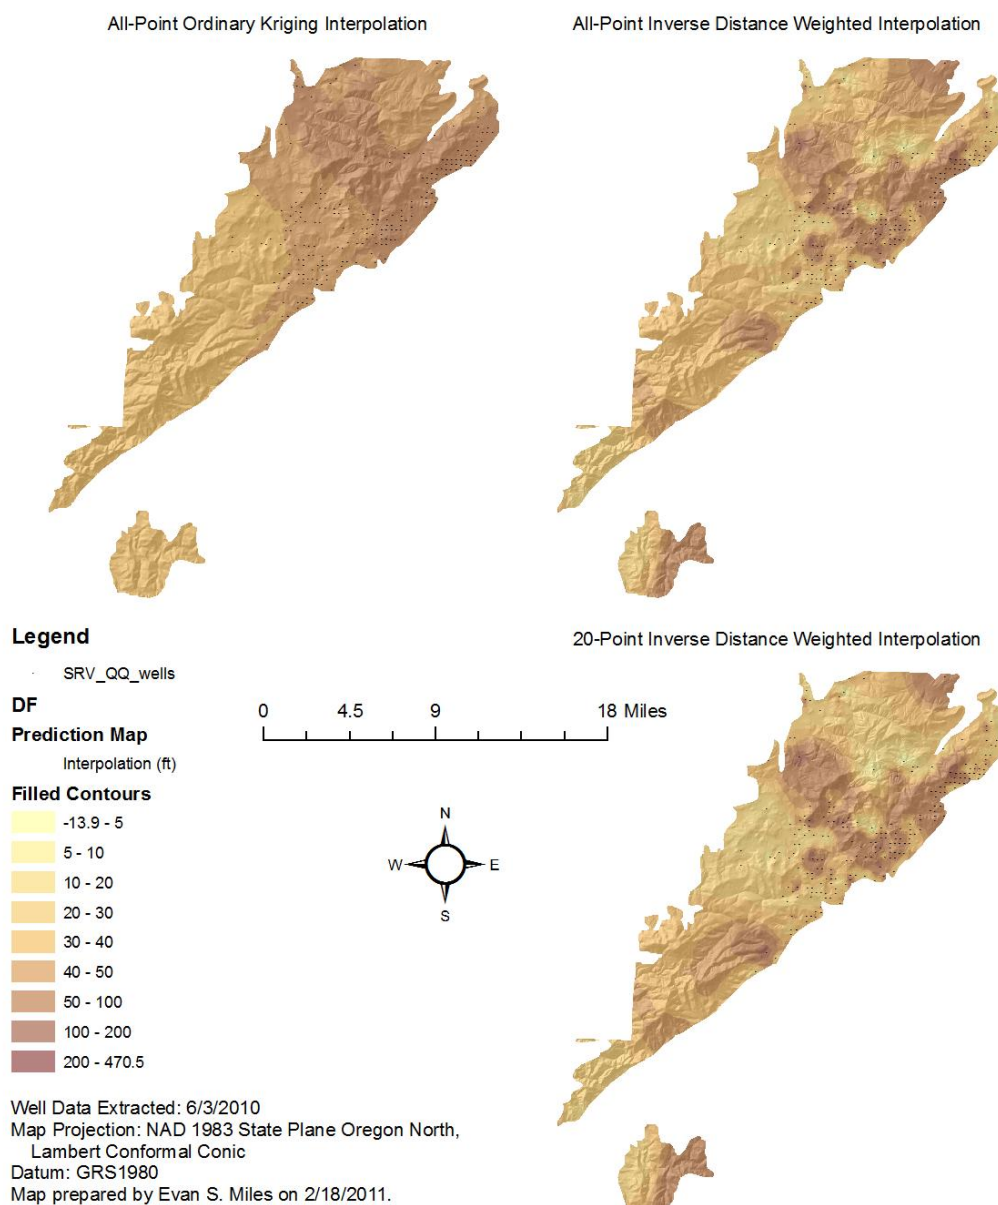 All-Point Ordinary Kriging Interpolation
All-Point Inverse Distance Weighted Interpolation
Legend
SRV_QQ_wells
DF
Prediction Map
Interpolation (ft)
Filled Contours
-13.9 - 5
5 - 10
10 - 20
20 - 30
30 - 40
40 - 50
50 - 100
100 - 200
200 - 470.5
0 4.5 9 18 Miles
N
W E
S
20-Point Inverse Distance Weighted Interpolation
Well Data Extracted: 6/3/2010
Map Projection: NAD 1983 State Plane Oregon North,
Lambert Conformal Conic
Datum: GRS1980
Map prepared by Evan S. Miles on 2/18/2011.